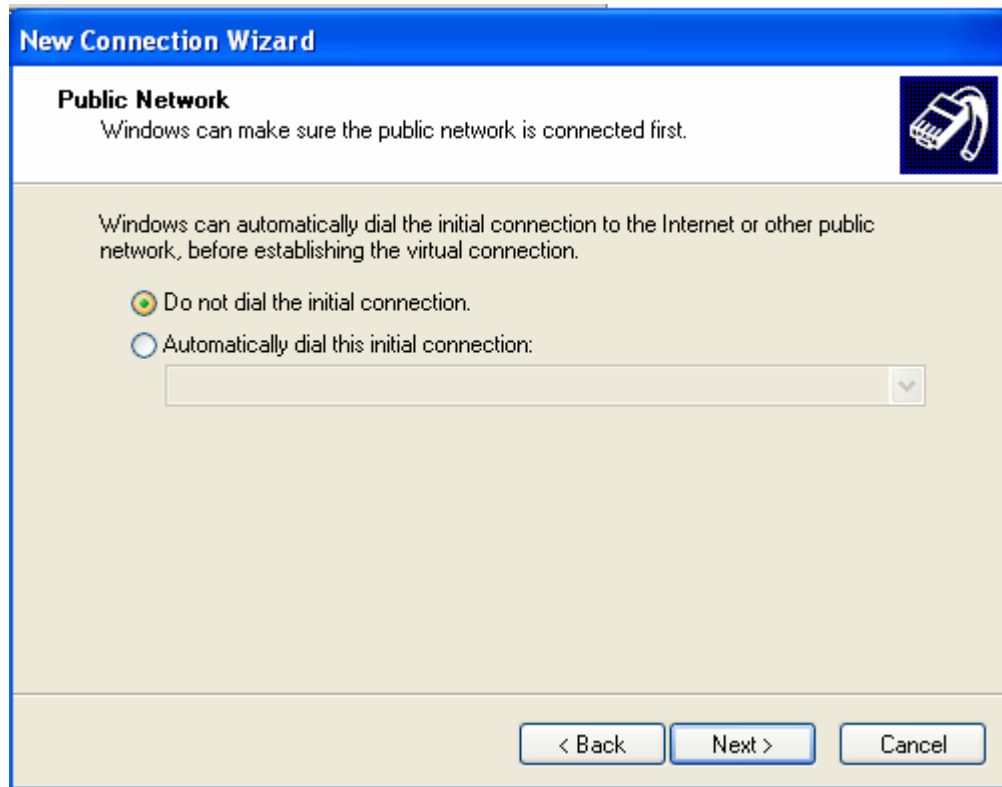 New Connection Wizard
Public Network
Windows can make sure the public network is connected first.
Windows can automatically dial the initial connection to the Internet or other public
network, before establishing the virtual connection.
Do not dial the initial connection.
Automatically dial this initial connection:
< Back
Next >
Cancel